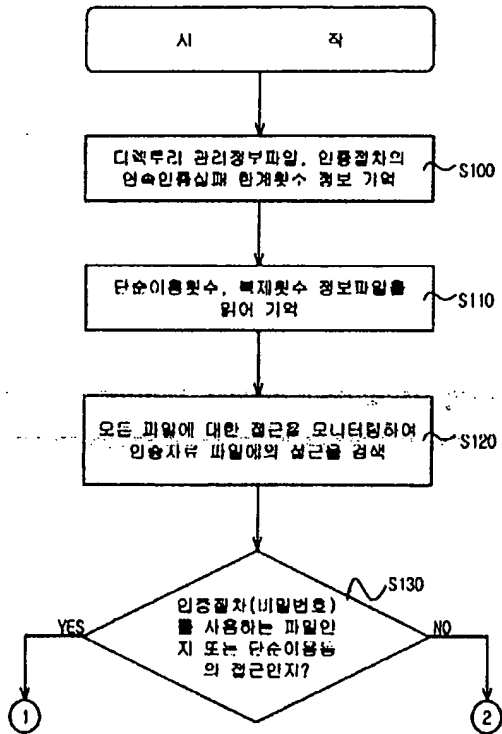 시 작
디렉토리 관리정보파일, 인증절차의
연속인증실패 한계횟수 정보 기억
S100
단순이용횟수, 복제횟수 정보파일을
읽어 기억
S110
모든 파일에 대한 접근을 모니터링하여
인증자류 파일에의 접근을 검색
S120
S130
인증절차(비밀번호)
를 사용하는 파일인
지 또는 단순이용등
의 접근인지?
YES
NO
1
2